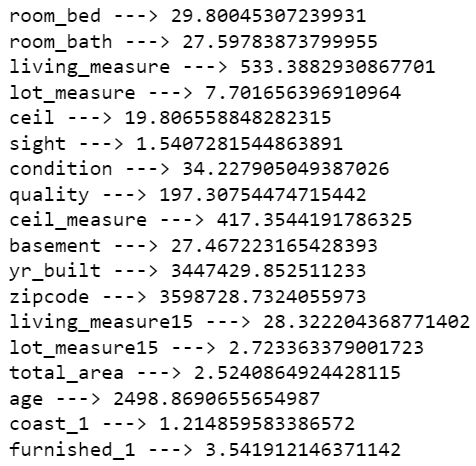 room_bed ---> 29.80045307239931
room_bath ---> 27.59783873799955
living_measure ---> 533.3882930867701
lot_measure ---> 7.701656396910964
ceil ---> 19.806558848282315
sight ---> 1.5407281544863891
condition ---> 34.227905049387026
quality ---> 197.30754474715442
ceil_measure ---> 417.3544191786325
basement ---> 27.467223165428393
yr_built ---> 3447429.852511233
zipcode ---> 3598728.7324055973
living_measure15 ---> 28.322204368771402
lot_measure15 ---> 2.723363379001723
total_area ---> 2.5240864924428115
age ---> 2498.8690655654987
coast_1 ---> 1.214859583386572
furnished_1 ---> 3.541912146371142